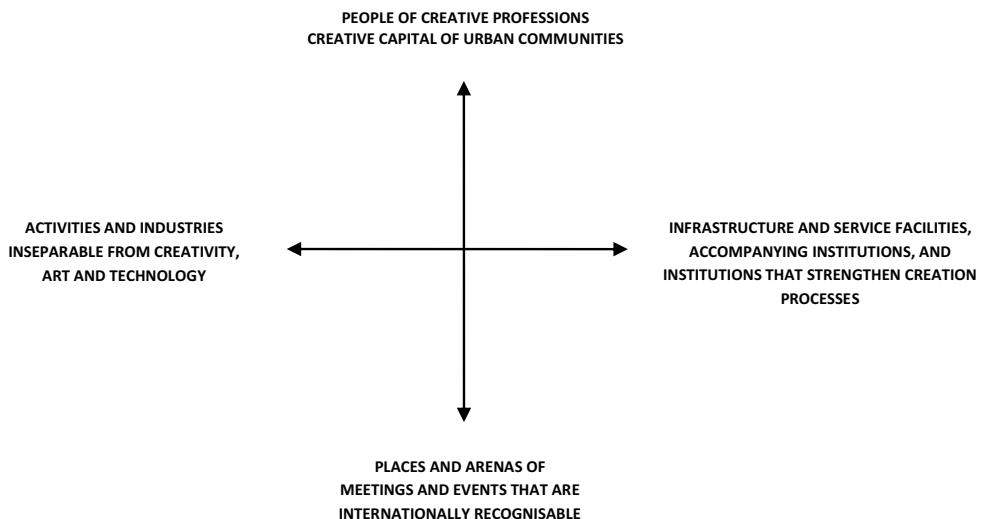 PEOPLE OF CREATIVE PROFESSIONS
CREATIVE CAPITAL OF URBAN COMMUNITIES
ACTIVITIES AND INDUSTRIES
INSEPARABLE FROM CREATIVITY,
ART AND TECHNOLOGY
INFRASTRUCTURE AND SERVICE FACILITIES,
ACCOMPANYING INSTITUTIONS, AND
INSTITUTIONS THAT STRENGTHEN CREATION
PROCESSES
PLACES AND ARENAS OF
MEETINGS AND EVENTS THAT ARE
INTERNATIONALLY RECOGNISABLE